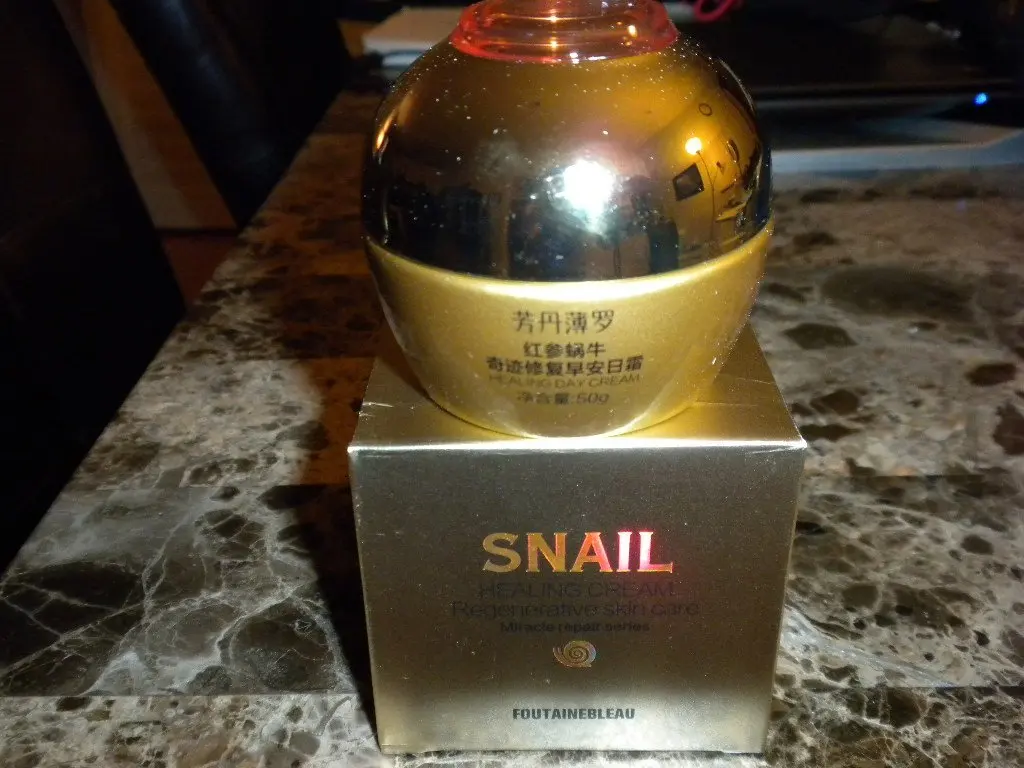 芳丹薄罗
红参蜗牛
奇迹修复早安日霜
HEALING DAY CREAM
净含量:50g
SNAIL
HEALING CREAM
Regenerative skin care
Miracle repair series
FOUTAINEBLEAU